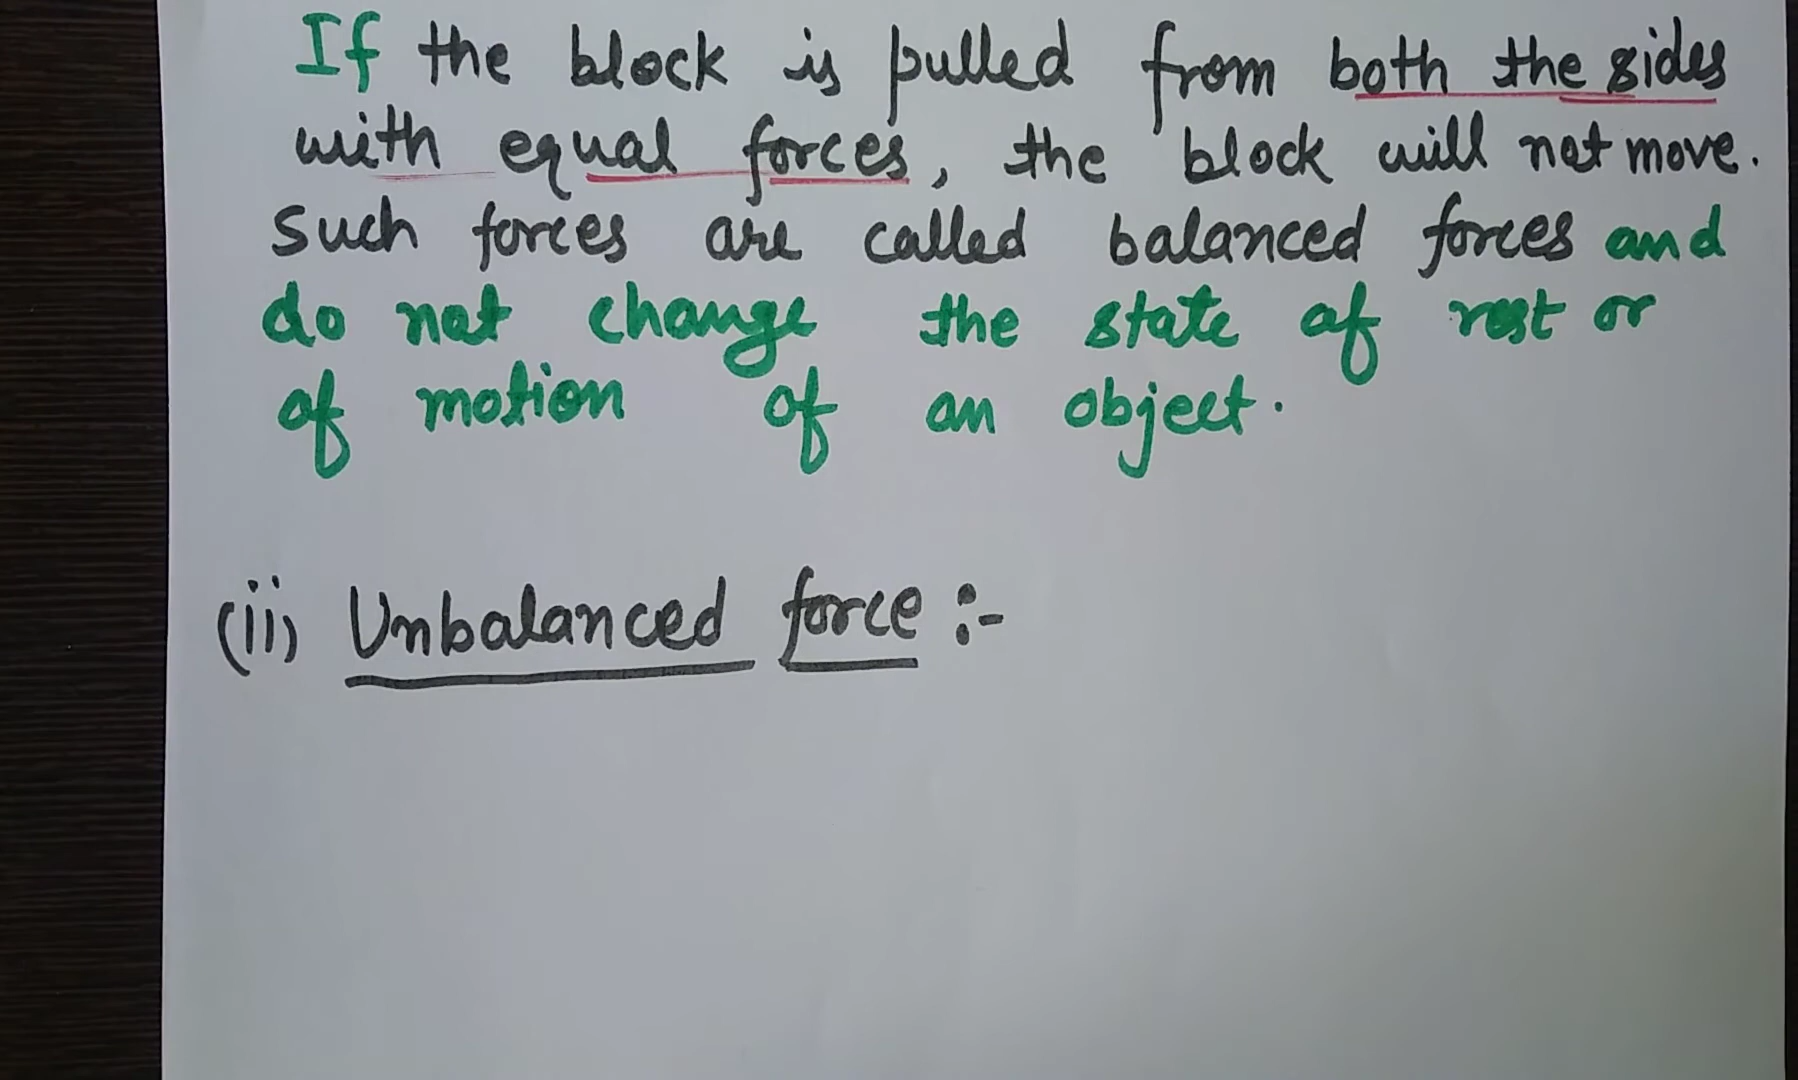 If the block is pulled from both the sides
with equal forces, the block will not move.
Such forces are called balanced forces and
do not change the state of rest or
of motion of an object.
(ii) Unbalanced force :-